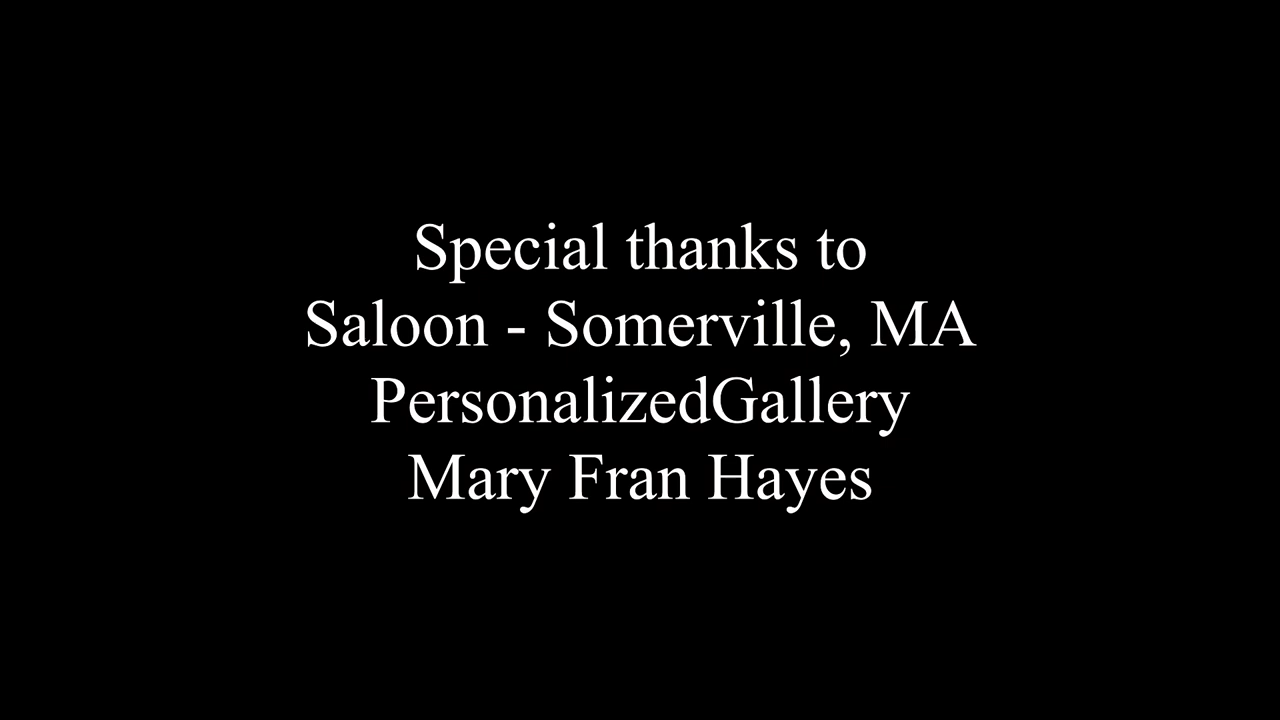 Special thanks to
Saloon - Somerville, MA
PersonalizedGallery
Mary Fran Hayes